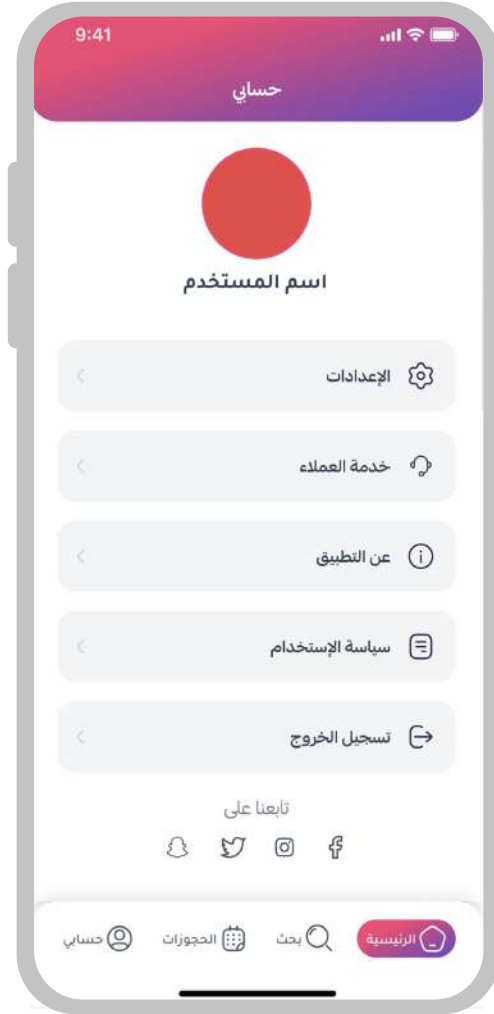 9:41
حسابي
اسم المستخدم
الإعدادات
خدمة العملاء
عن التطبيق
سياسة الإستخدام
تسجيل الخروج
تابعنا على
الرئيسية بحث الحجوزات حسابي